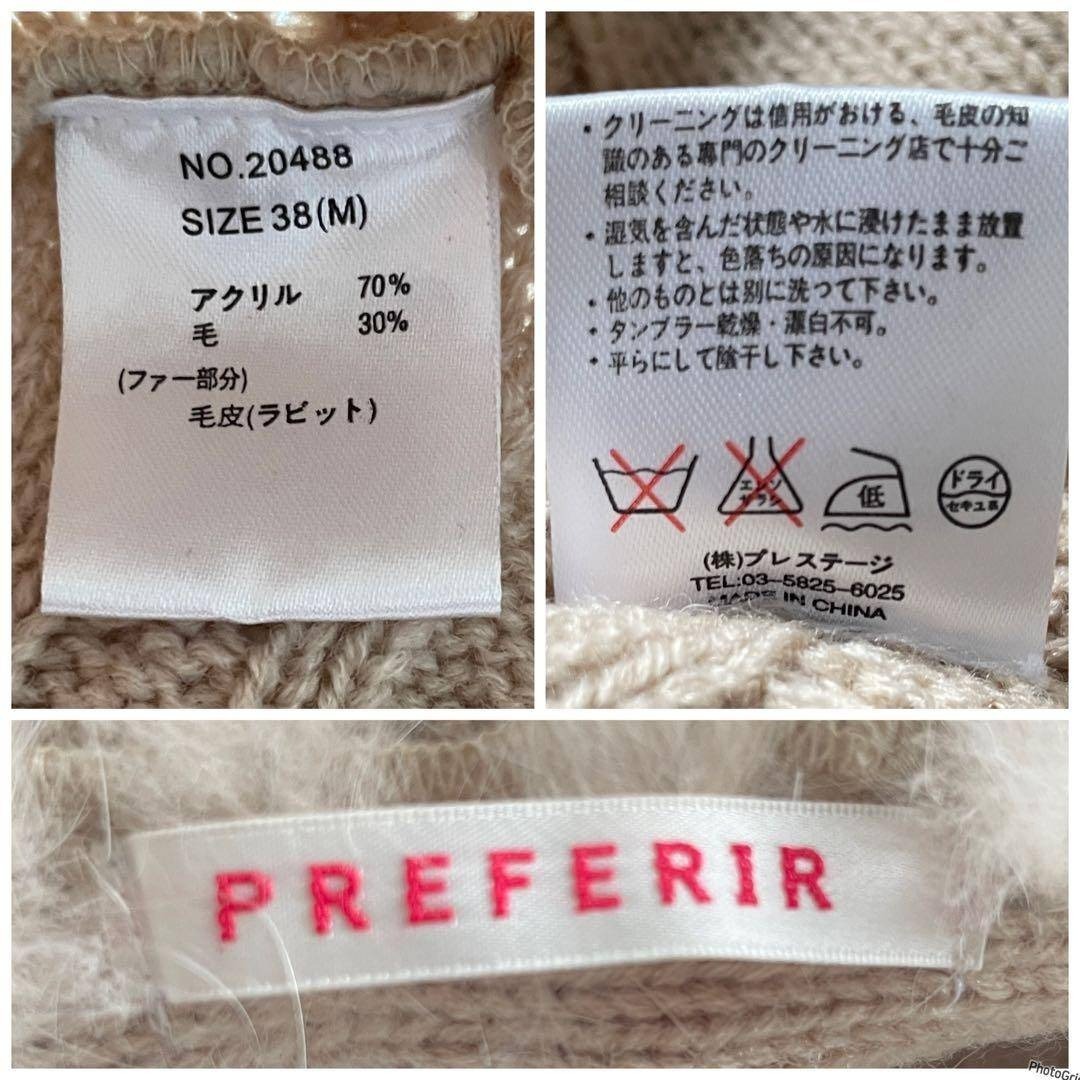 NO.20488
SIZE 38(M)
アクリル 70%
毛 30%
(ファー部分)
毛皮(ラビット)
・クリーニングは信用がおける、毛皮の知
識のある専門のクリーニング店で十分ご
相談ください。
・湿気を含んだ状態や水に浸けたまま放置
しますと、色落ちの原因になります。
・他のものとは別に洗って下さい。
・タンブラー乾燥・漂白不可。
・平らにして陰干し下さい。
エンソ
サラシ
低
ドライ
セキユ系
(株)プレステージ
TEL:03-5825-6025
MADE IN CHINA
PREFERIR